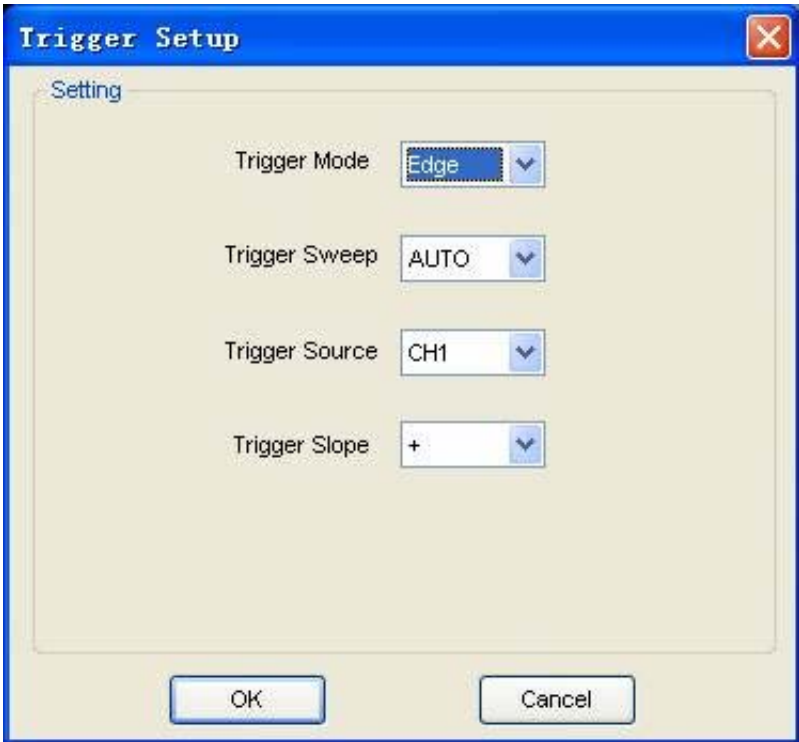 Trigger Setup
Setting
Trigger Mode Edge
Trigger Sweep AUTO
Trigger Source CH1
Trigger Slope +
OK Cancel